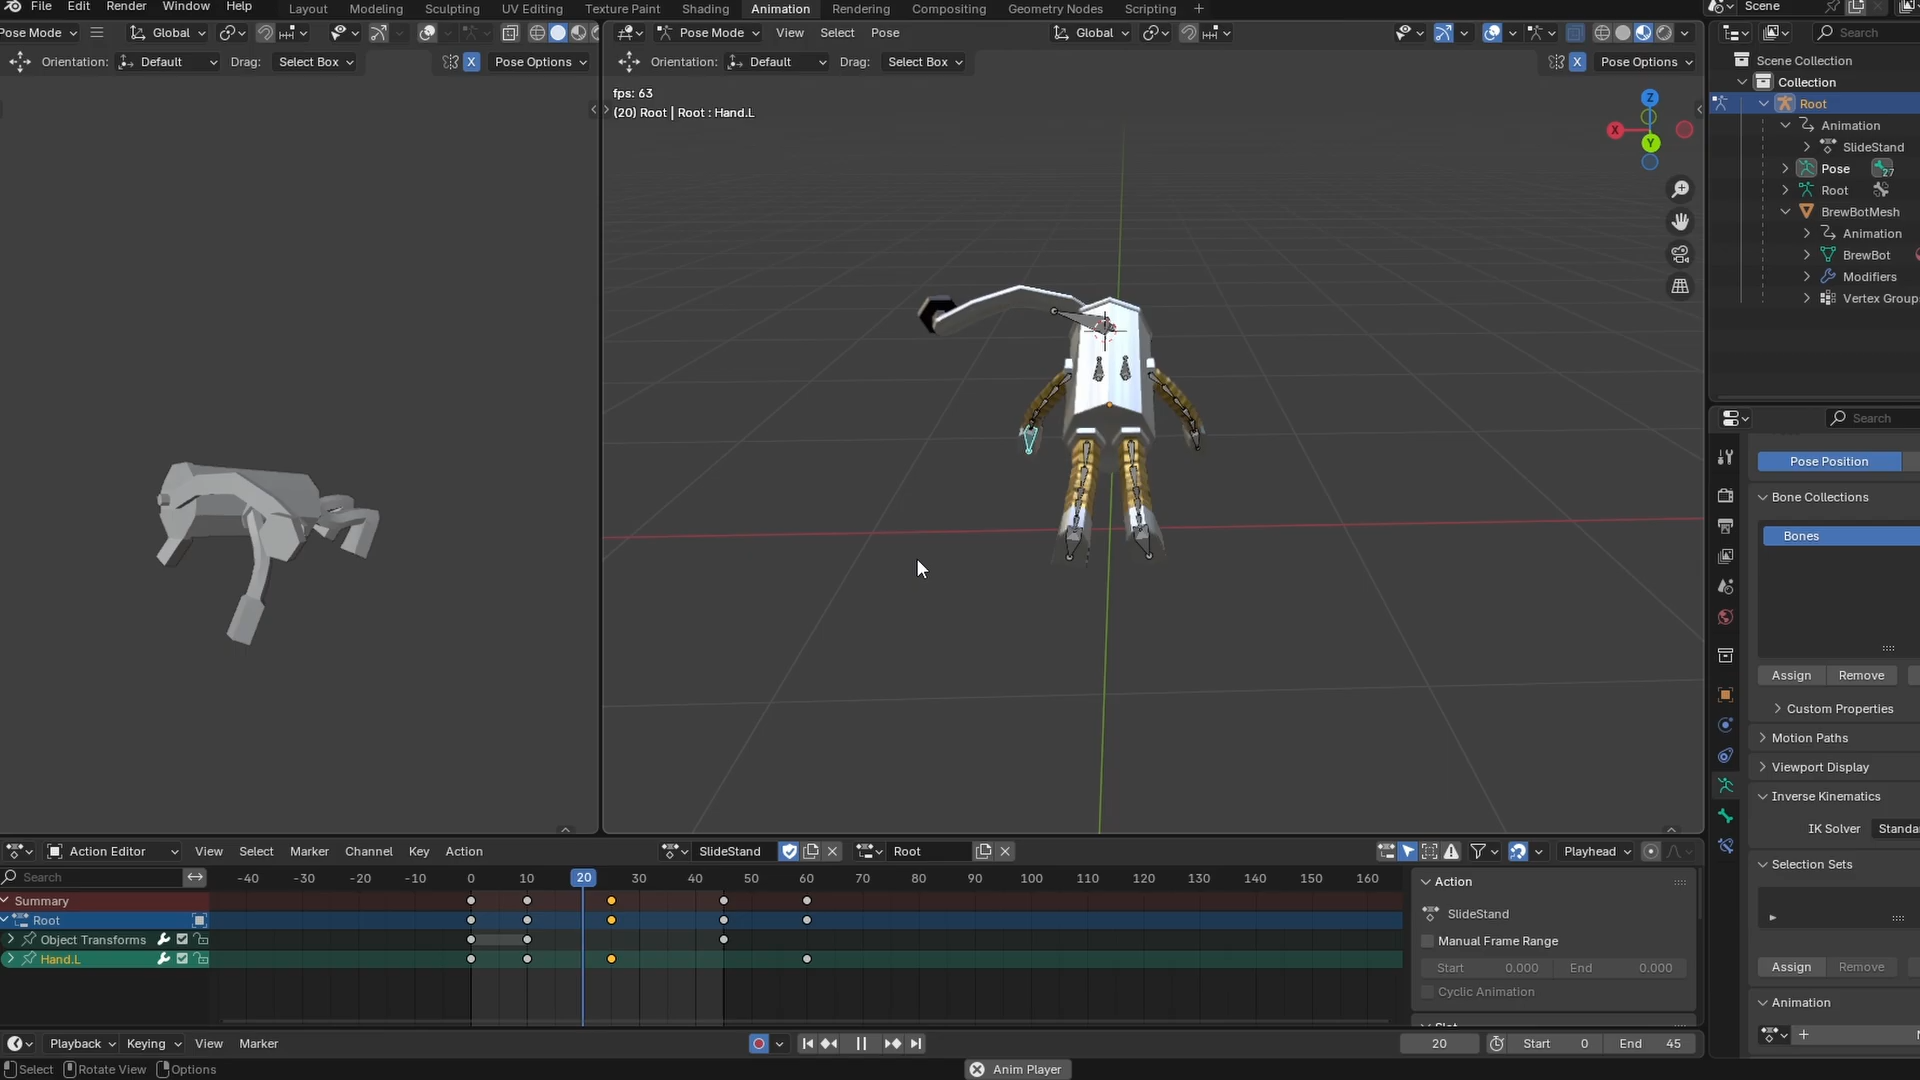 File Edit Render Window Help Layout Modeling Sculpting UV Editing Texture Paint Shading Animation Rendering Compositing Geometry Nodes Scripting + Scene
Pose Mode Global Pose Mode View Select Pose Global Search
Orientation: Default Drag: Select Box X Pose Options Orientation: Default Drag: Select Box X Pose Options
Scene Collection
Collection
Root
Animation
SlideStand
Pose 27
Root
BrewBotMesh
Animation
BrewBot
Modifiers
Vertex Group
fps: 63
(20) Root | Root : Hand.L
Z
X
Y
Search
Pose Position
Bone Collections
Bones
Assign Remove
Custom Properties
Motion Paths
Viewport Display
Inverse Kinematics
IK Solver Standa
Selection Sets
Assign Remove
Animation
+
Action Editor View Select Marker Channel Key Action SlideStand Root Playhead
Search -40 -30 -20 -10 0 10 20 30 40 50 60 70 80 90 100 110 120 130 140 150 160
Summary
Root
Object Transforms
Hand.L
Action
SlideStand
Manual Frame Range
Start 0.000 End 0.000
Cyclic Animation
Playback Keying View Marker 20 Start 0 End 45
Select Rotate View Options Anim Player